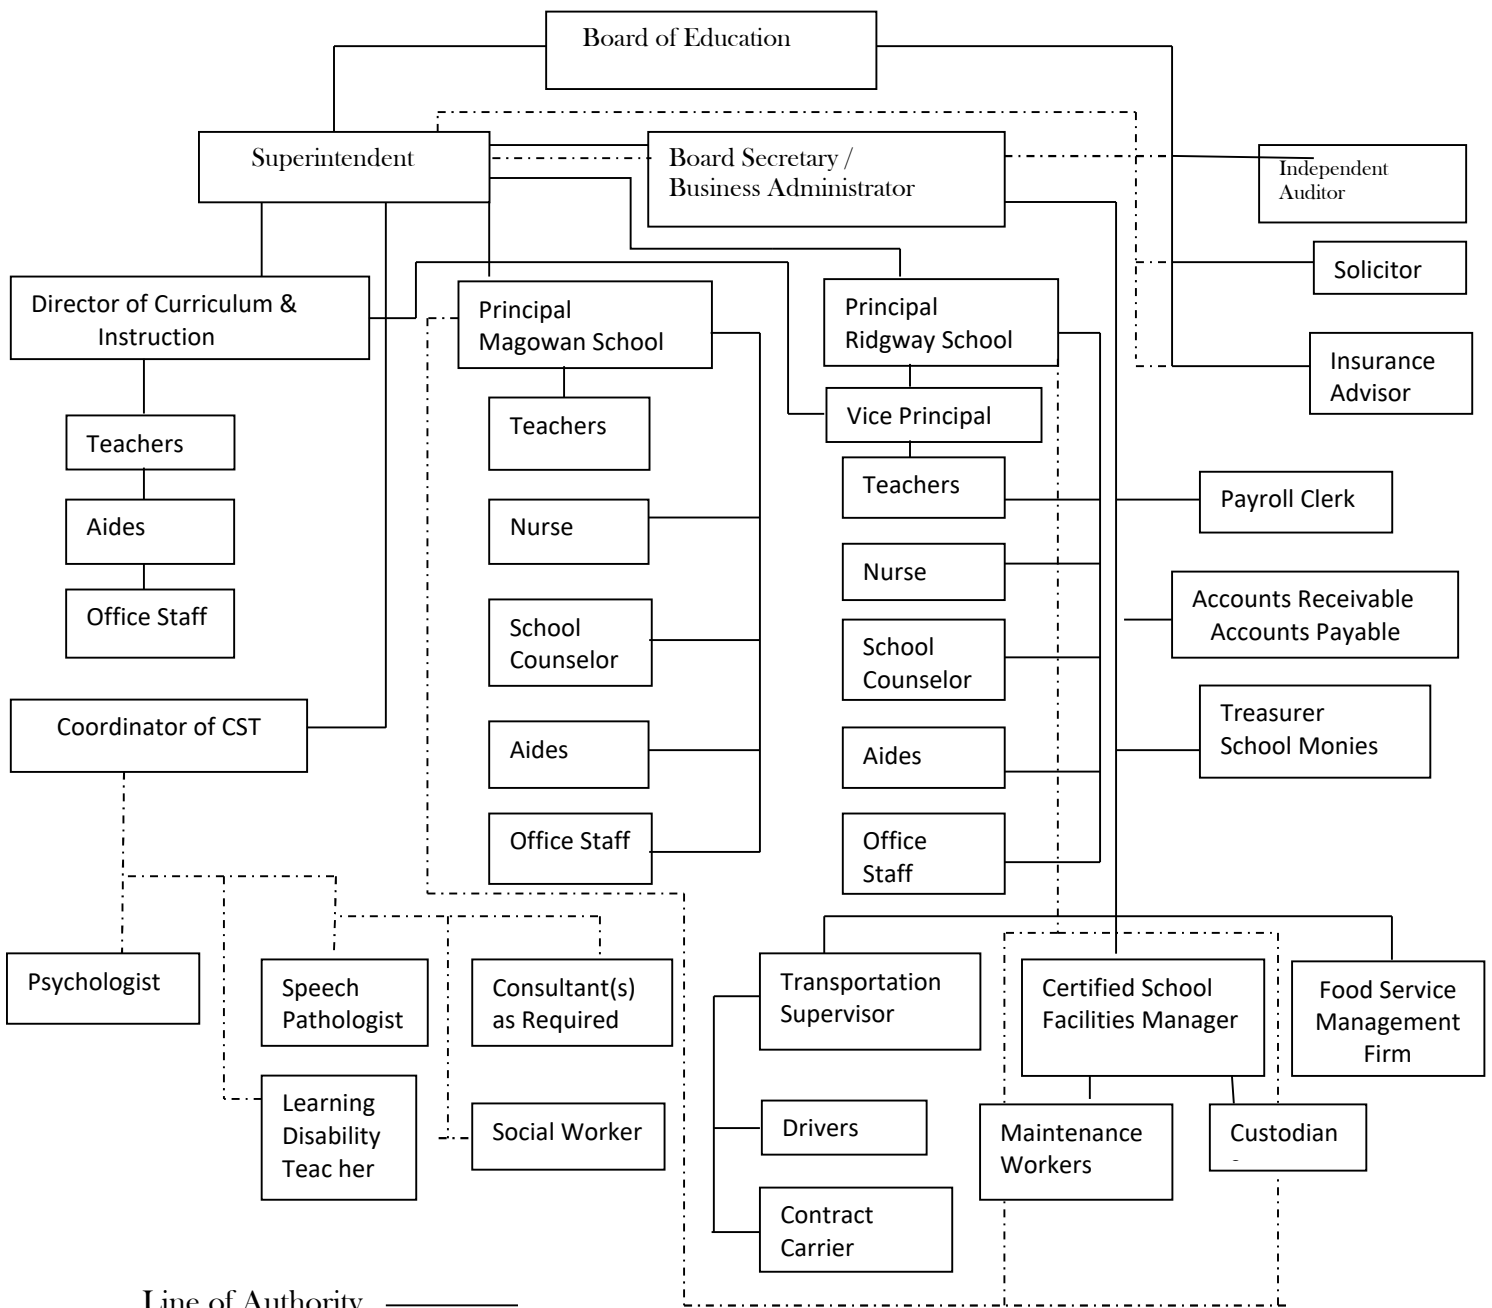 Board of Education
Superintendent
Board Secretary /
Business Administrator
Independent
Auditor
Solicitor
Insurance
Advisor
Director of Curriculum &
Instruction
Principal
Magowan School
Principal
Ridgway School
Vice Principal
Teachers
Aides
Office Staff
Teachers
Nurse
School
Counselor
Aides
Office Staff
Teachers
Nurse
School
Counselor
Aides
Office
Staff
Payroll Clerk
Accounts Receivable
Accounts Payable
Treasurer
School Monies
Coordinator of CST
Psychologist
Speech
Pathologist
Consultant(s)
as Required
Learning
Disability
Teac her
Social Worker
Transportation
Supervisor
Certified School
Facilities Manager
Food Service
Management
Firm
Drivers
Maintenance
Workers
Custodian
Contract
Carrier
Line of Authority